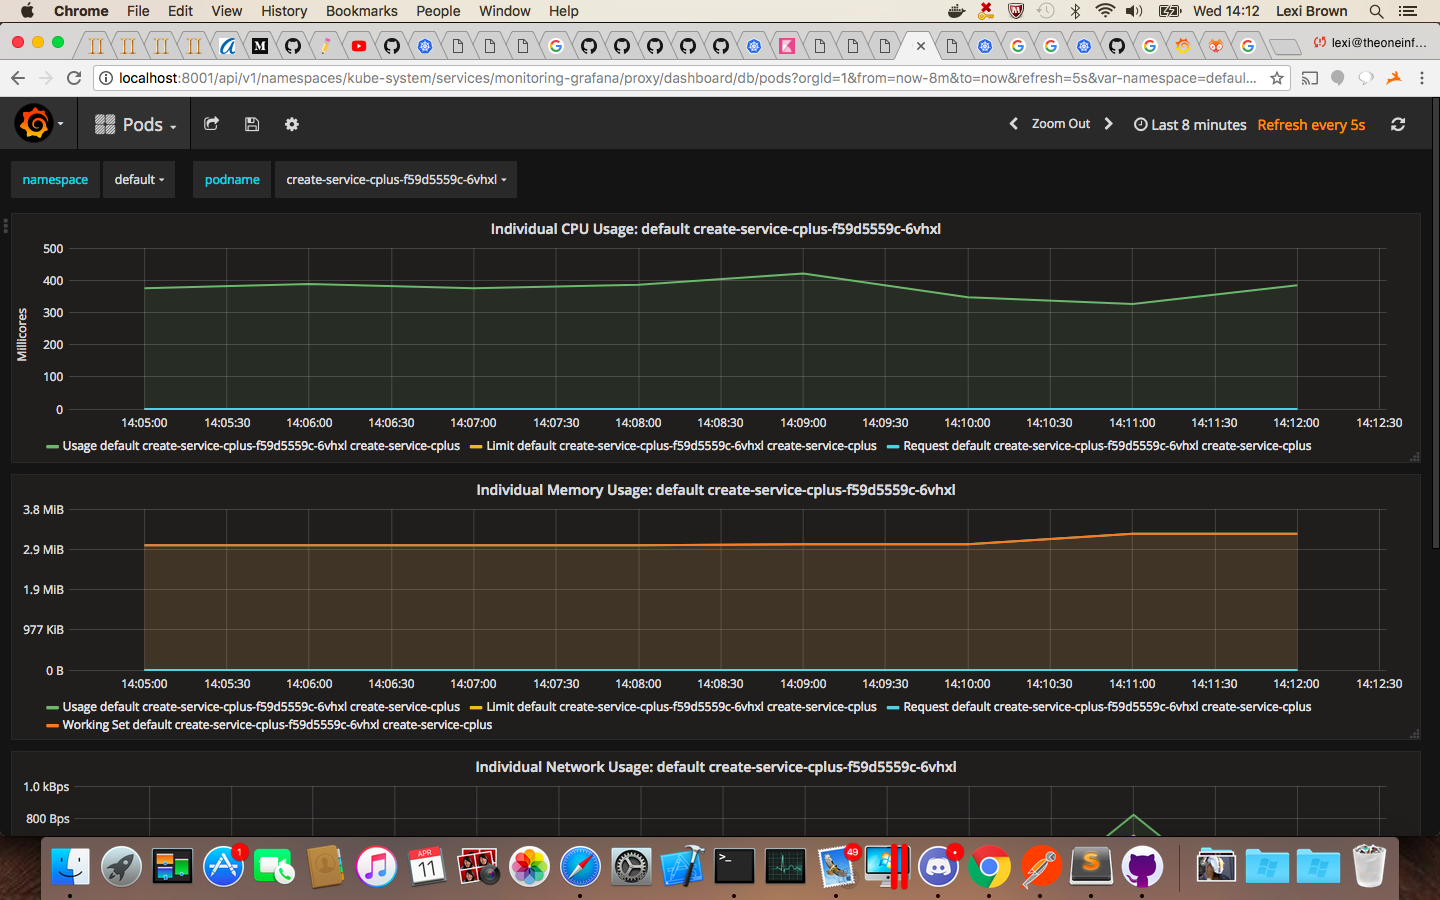 Chrome File Edit View History Bookmarks People Window Help Wed 14:12 Lexi Brown
lexi@theoneinf...
localhost:8001/api/v1/namespaces/kube-system/services/monitoring-grafana/proxy/dashboard/db/pods?orgId=1&from=now-8m&to=now&refresh=5s&var-namespace=defaul...
Pods Zoom Out Last 8 minutes Refresh every 5s
namespace default podname create-service-cplus-f59d5559c-6vhxl
Individual CPU Usage: default create-service-cplus-f59d5559c-6vhxl
500
400
300
200
100
0
Millicores
14:05:00 14:05:30 14:06:00 14:06:30 14:07:00 14:07:30 14:08:00 14:08:30 14:09:00 14:09:30 14:10:00 14:10:30 14:11:00 14:11:30 14:12:00 14:12:30
Usage default create-service-cplus-f59d5559c-6vhxl create-service-cplus Limit default create-service-cplus-f59d5559c-6vhxl create-service-cplus Request default create-service-cplus-f59d5559c-6vhxl create-service-cplus
Individual Memory Usage: default create-service-cplus-f59d5559c-6vhxl
3.8 MiB
2.9 MiB
1.9 MiB
977 KiB
0 B
14:05:00 14:05:30 14:06:00 14:06:30 14:07:00 14:07:30 14:08:00 14:08:30 14:09:00 14:09:30 14:10:00 14:10:30 14:11:00 14:11:30 14:12:00 14:12:30
Usage default create-service-cplus-f59d5559c-6vhxl create-service-cplus Limit default create-service-cplus-f59d5559c-6vhxl create-service-cplus Request default create-service-cplus-f59d5559c-6vhxl create-service-cplus
Working Set default create-service-cplus-f59d5559c-6vhxl create-service-cplus
Individual Network Usage: default create-service-cplus-f59d5559c-6vhxl
1.0 kBps
800 Bps
1 APR 11 49